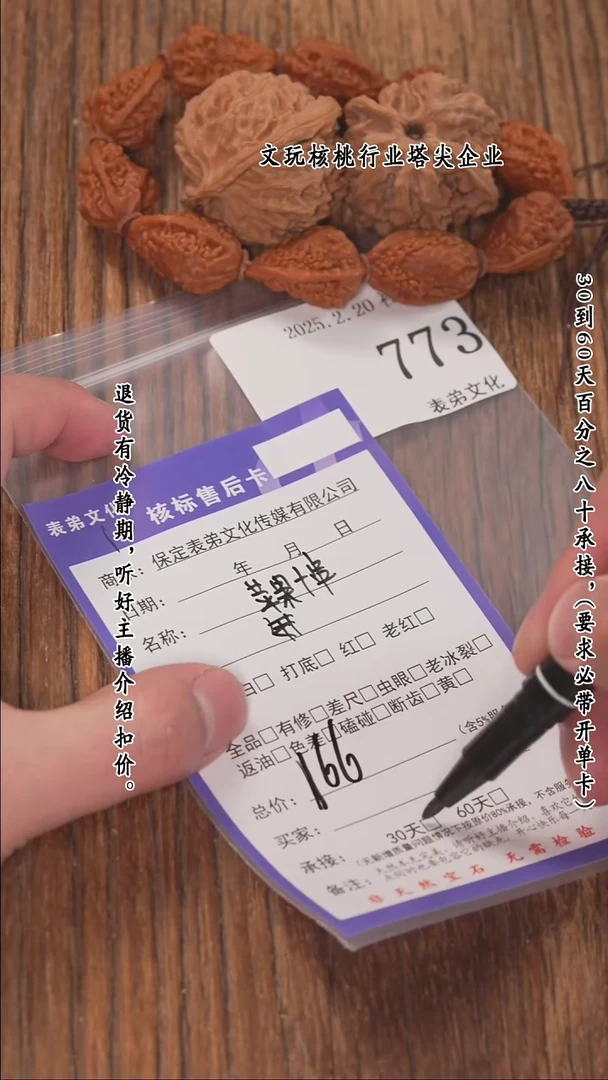 文玩核桃行业塔尖企业
30到60天百分之八十承接，（要求必带开单卡）
退货有冷静期，听好主播介绍扣价。
2025.2.20
773
表弟文化
表弟文化
核标售后卡
保定表弟文化传媒有限公司
日期： 年 月 日
名称：
白□ 打底□ 红□ 老红□
全品□有修□差尺□虫眼□老冰裂□
返油□色差□磕碰□断齿□黄□
总价： 166
买家：
承接： 30天□ 60天□
备注：
非天然宝石 无需检验